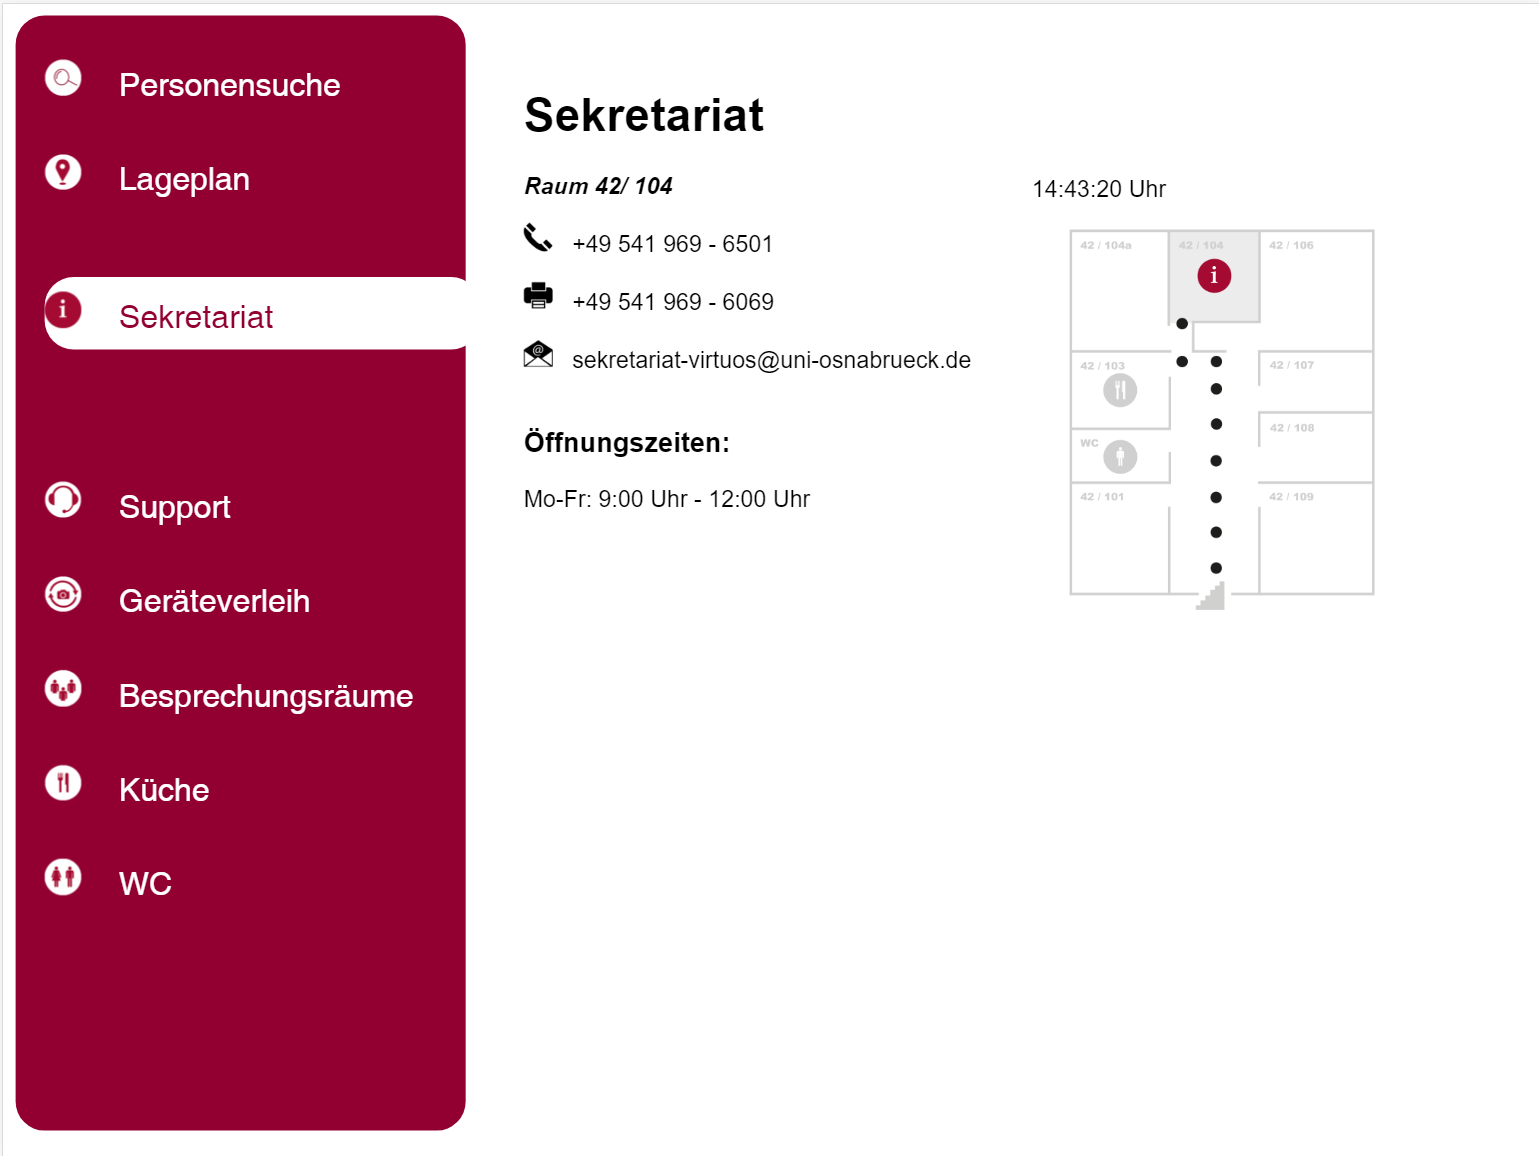 Personensuche
Lageplan
Sekretariat
Support
Geräteverleih
Besprechungsräume
Küche
WC
Sekretariat
Raum 42/ 104
+49 541 969 - 6501
+49 541 969 - 6069
sekretariat-virtuos@uni-osnabrueck.de
Öffnungszeiten:
Mo-Fr: 9:00 Uhr - 12:00 Uhr
14:43:20 Uhr
42 / 104a
42 / 104
42 / 106
42 / 103
42 / 107
WC
42 / 108
42 / 101
42 / 109